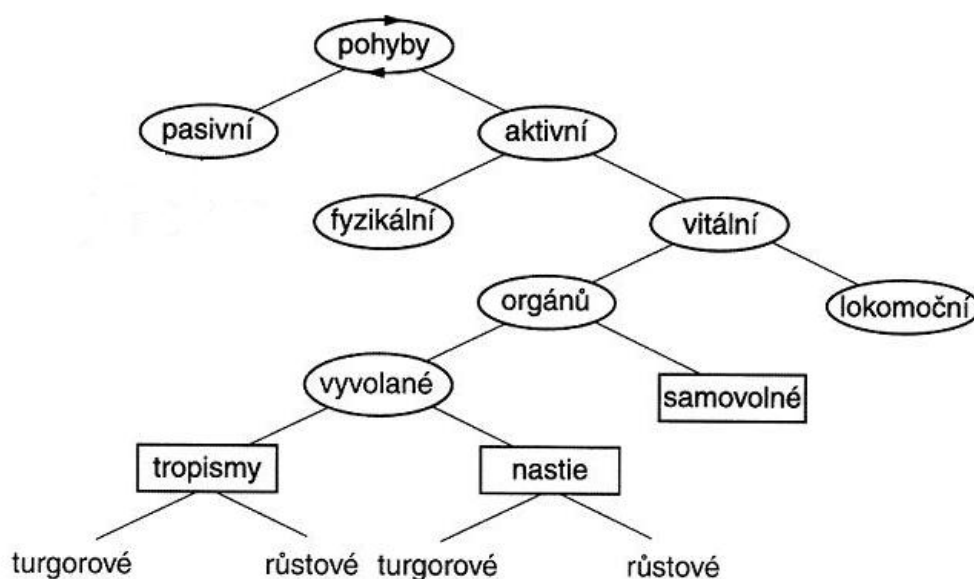 pohyby
pasivní
aktivní
fyzikální
vitální
orgánů
lokomoční
vyvolané
samovolné
tropismy
nastie
turgorové
růstové
turgorové
růstové